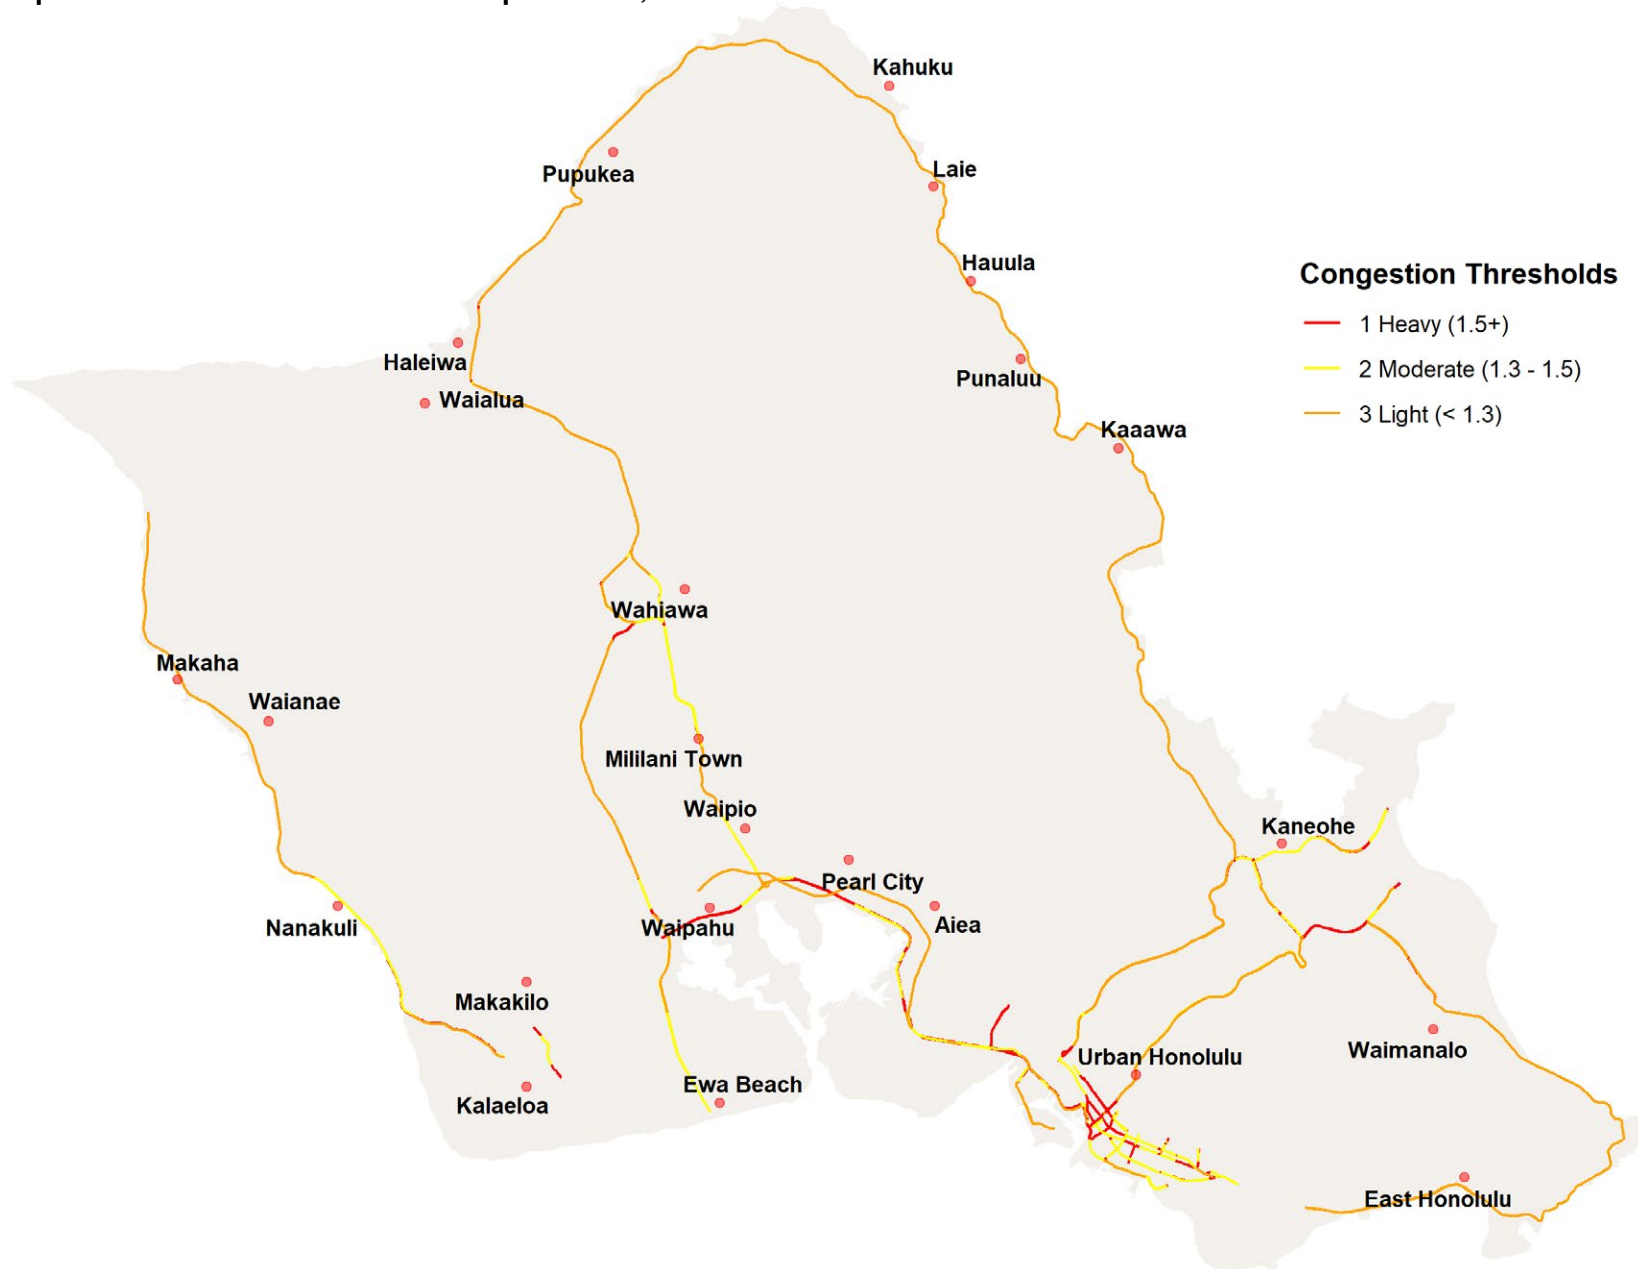 Kahuku
Pupukea
Laie
Hauula
Congestion Thresholds
1 Heavy (1.5+)
Haleiwa
2 Moderate (1.3 - 1.5)
Punaluu
Waialua
3 Light (< 1.3)
Kaaawa
Wahiawa
Makaha
Waianae
Mililani Town
Waipio
Kaneohe
Pearl City
Nanakuli
Waipahu
Aiea
Makakilo
Urban Honolulu
Waimanalo
Ewa Beach
Kalaeloa
East Honolulu